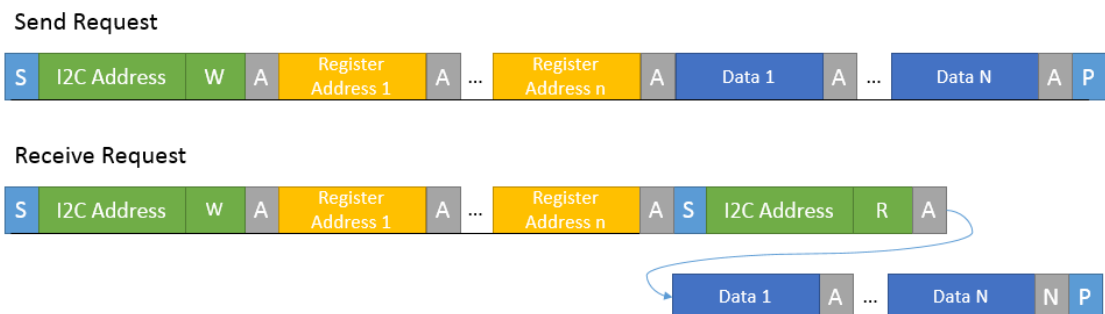 Send Request
S I2C Address W A Register Address 1 A ... Register Address n A Data 1 A ... Data N A P
Receive Request
S I2C Address W A Register Address 1 A ... Register Address n A S I2C Address R A
Data 1 A ... Data N N P